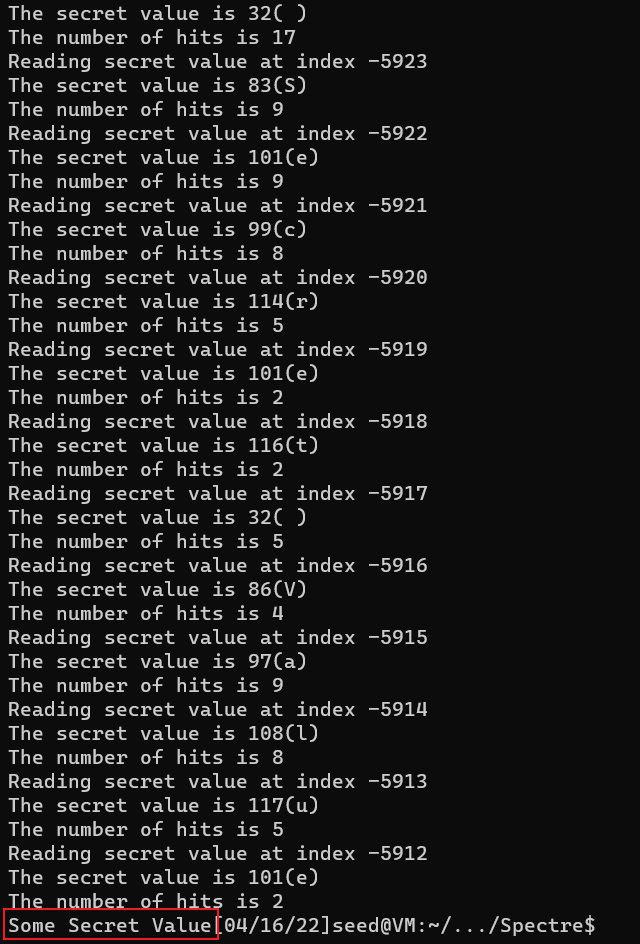 The secret value is 32( )
The number of hits is 17
Reading secret value at index -5923
The secret value is 83(S)
The number of hits is 9
Reading secret value at index -5922
The secret value is 101(e)
The number of hits is 9
Reading secret value at index -5921
The secret value is 99(c)
The number of hits is 8
Reading secret value at index -5920
The secret value is 114(r)
The number of hits is 5
Reading secret value at index -5919
The secret value is 101(e)
The number of hits is 2
Reading secret value at index -5918
The secret value is 116(t)
The number of hits is 2
Reading secret value at index -5917
The secret value is 32( )
The number of hits is 5
Reading secret value at index -5916
The secret value is 86(V)
The number of hits is 4
Reading secret value at index -5915
The secret value is 97(a)
The number of hits is 9
Reading secret value at index -5914
The secret value is 108(l)
The number of hits is 8
Reading secret value at index -5913
The secret value is 117(u)
The number of hits is 5
Reading secret value at index -5912
The secret value is 101(e)
The number of hits is 2
Some Secret Value[04/16/22]seed@VM:~/.../Spectre$